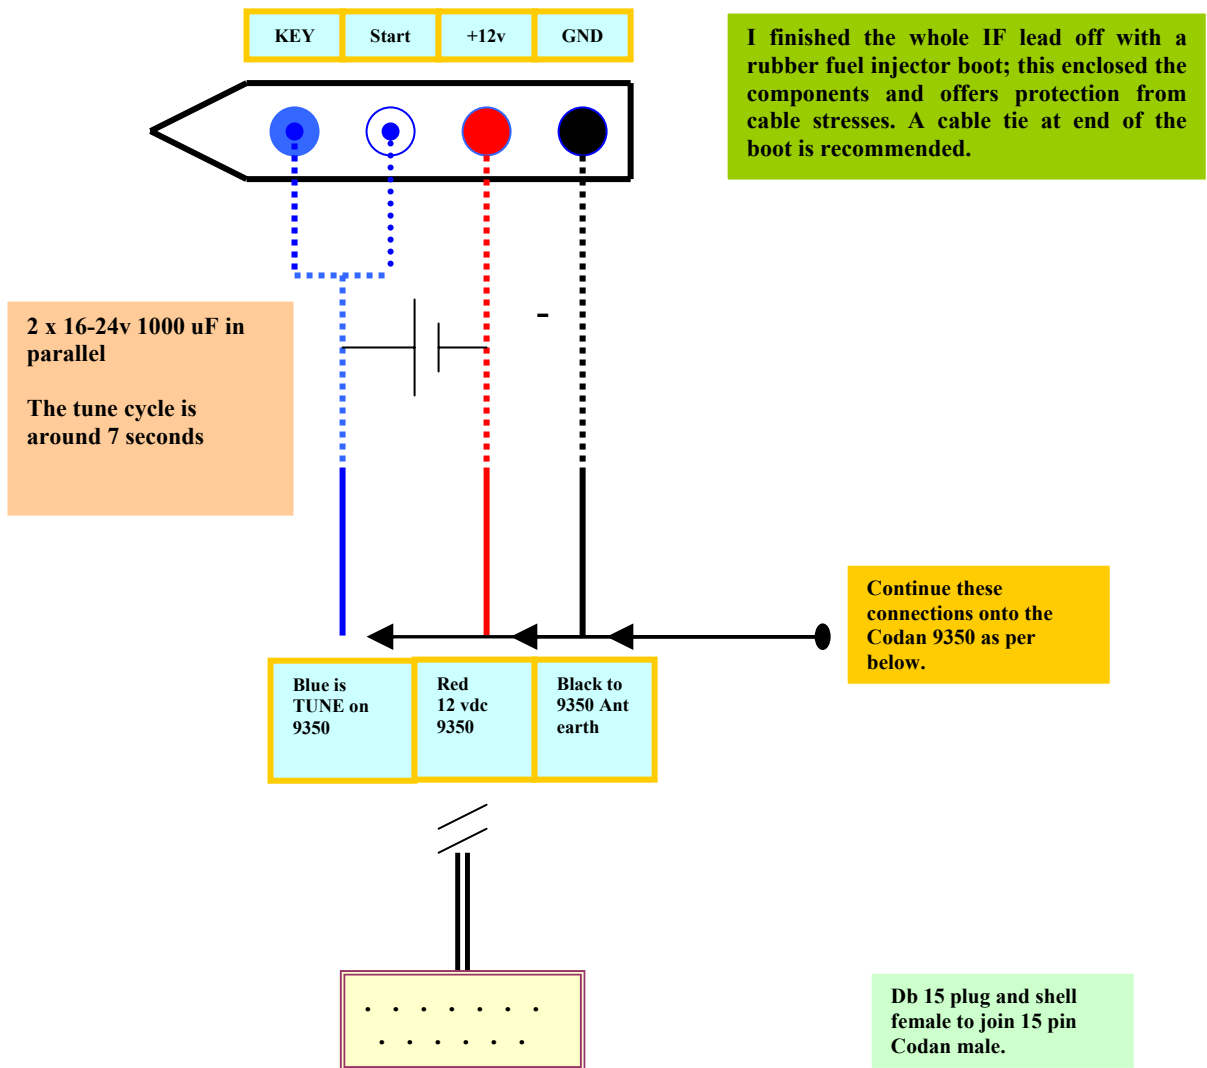 KEY Start +12v GND
I finished the whole IF lead off with a
rubber fuel injector boot; this enclosed the
components and offers protection from
cable stresses. A cable tie at end of the
boot is recommended.
2 x 16-24v 1000 uF in
parallel
The tune cycle is
around 7 seconds
-
Continue these
connections onto the
Codan 9350 as per
below.
Blue is
TUNE on
9350
Red
12 vdc
9350
Black to
9350 Ant
earth
Db 15 plug and shell
female to join 15 pin
Codan male.